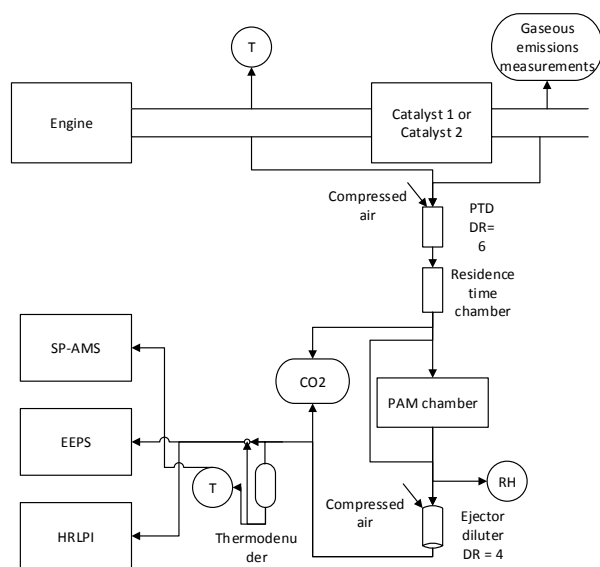 Gaseous
emissions
measurements
T
Engine
Catalyst 1 or
Catalyst 2
Compressed
air
PTD
DR=
6
Residence
time
chamber
SP-AMS
CO2
PAM chamber
EEPS
T
RH
Compressed
air
Thermodenu
der
Ejector
diluter
DR = 4
HRLPI